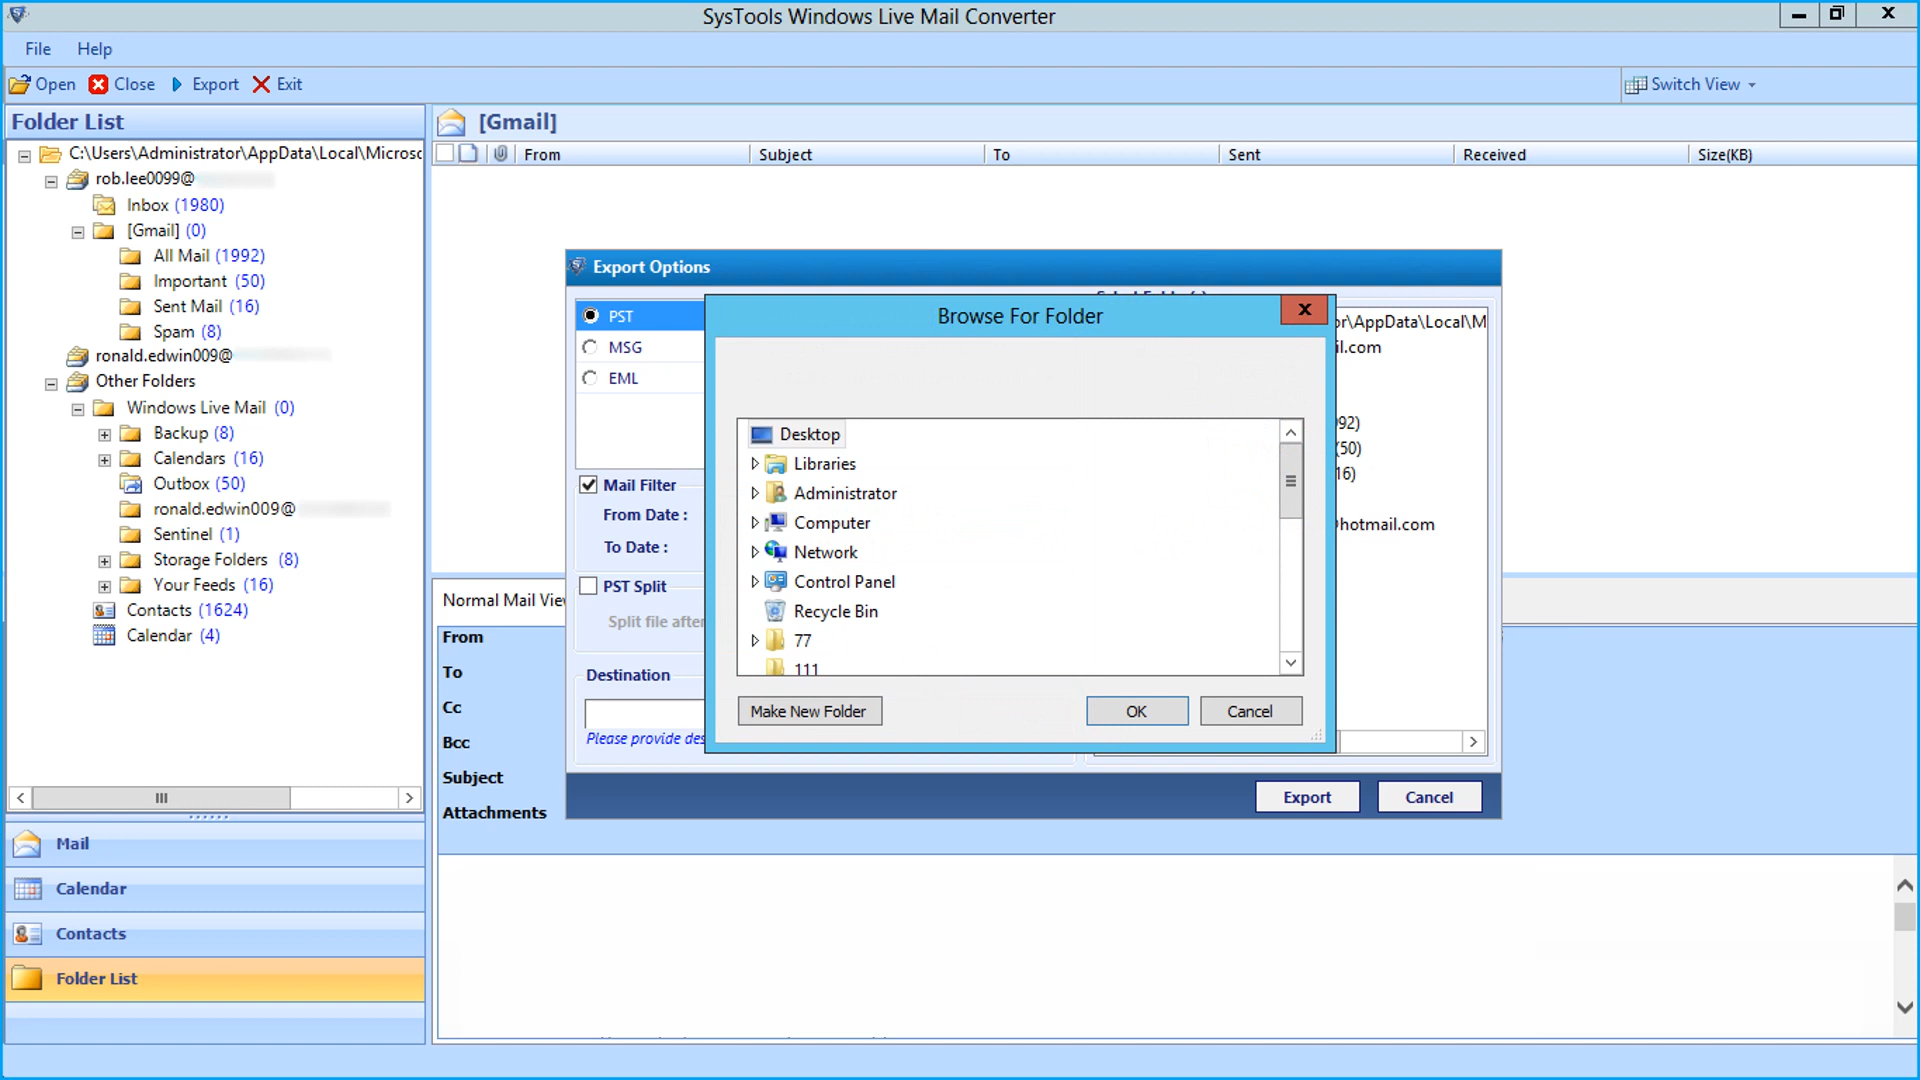 SysTools Windows Live Mail Converter
File Help
Open Close Export Exit Switch View
Folder List
C:\Users\Administrator\AppData\Local\Microso
rob.lee0099@
Inbox (1980)
[Gmail] (0)
All Mail (1992)
Important (50)
Sent Mail (16)
Spam (8)
ronald.edwin009@
Other Folders
Windows Live Mail (0)
Backup (8)
Calendars (16)
Outbox (50)
ronald.edwin009@
Sentinel (1)
Storage Folders (8)
Your Feeds (16)
Contacts (1624)
Calendar (4)
Mail
Calendar
Contacts
Folder List
[Gmail]
From Subject To Sent Received Size(KB)
Export Options
PST
MSG
EML
Mail Filter
From Date :
To Date :
PST Split
Split file after
Destination
Please provide des
or\AppData\Local\M
il.com
92)
(50)
16)
@hotmail.com
Browse For Folder
Desktop
Libraries
Administrator
Computer
Network
Control Panel
Recycle Bin
77
111
Make New Folder OK Cancel
Export Cancel
Normal Mail View
From
To
Cc
Bcc
Subject
Attachments